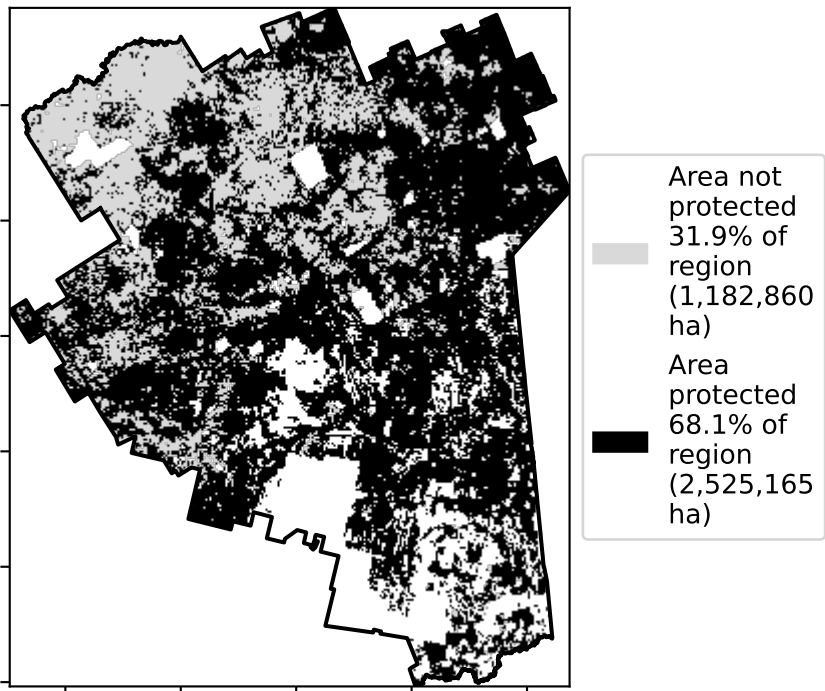 Area not
protected
31.9% of
region
(1,182,860
ha)
Area
protected
68.1% of
region
(2,525,165
ha)